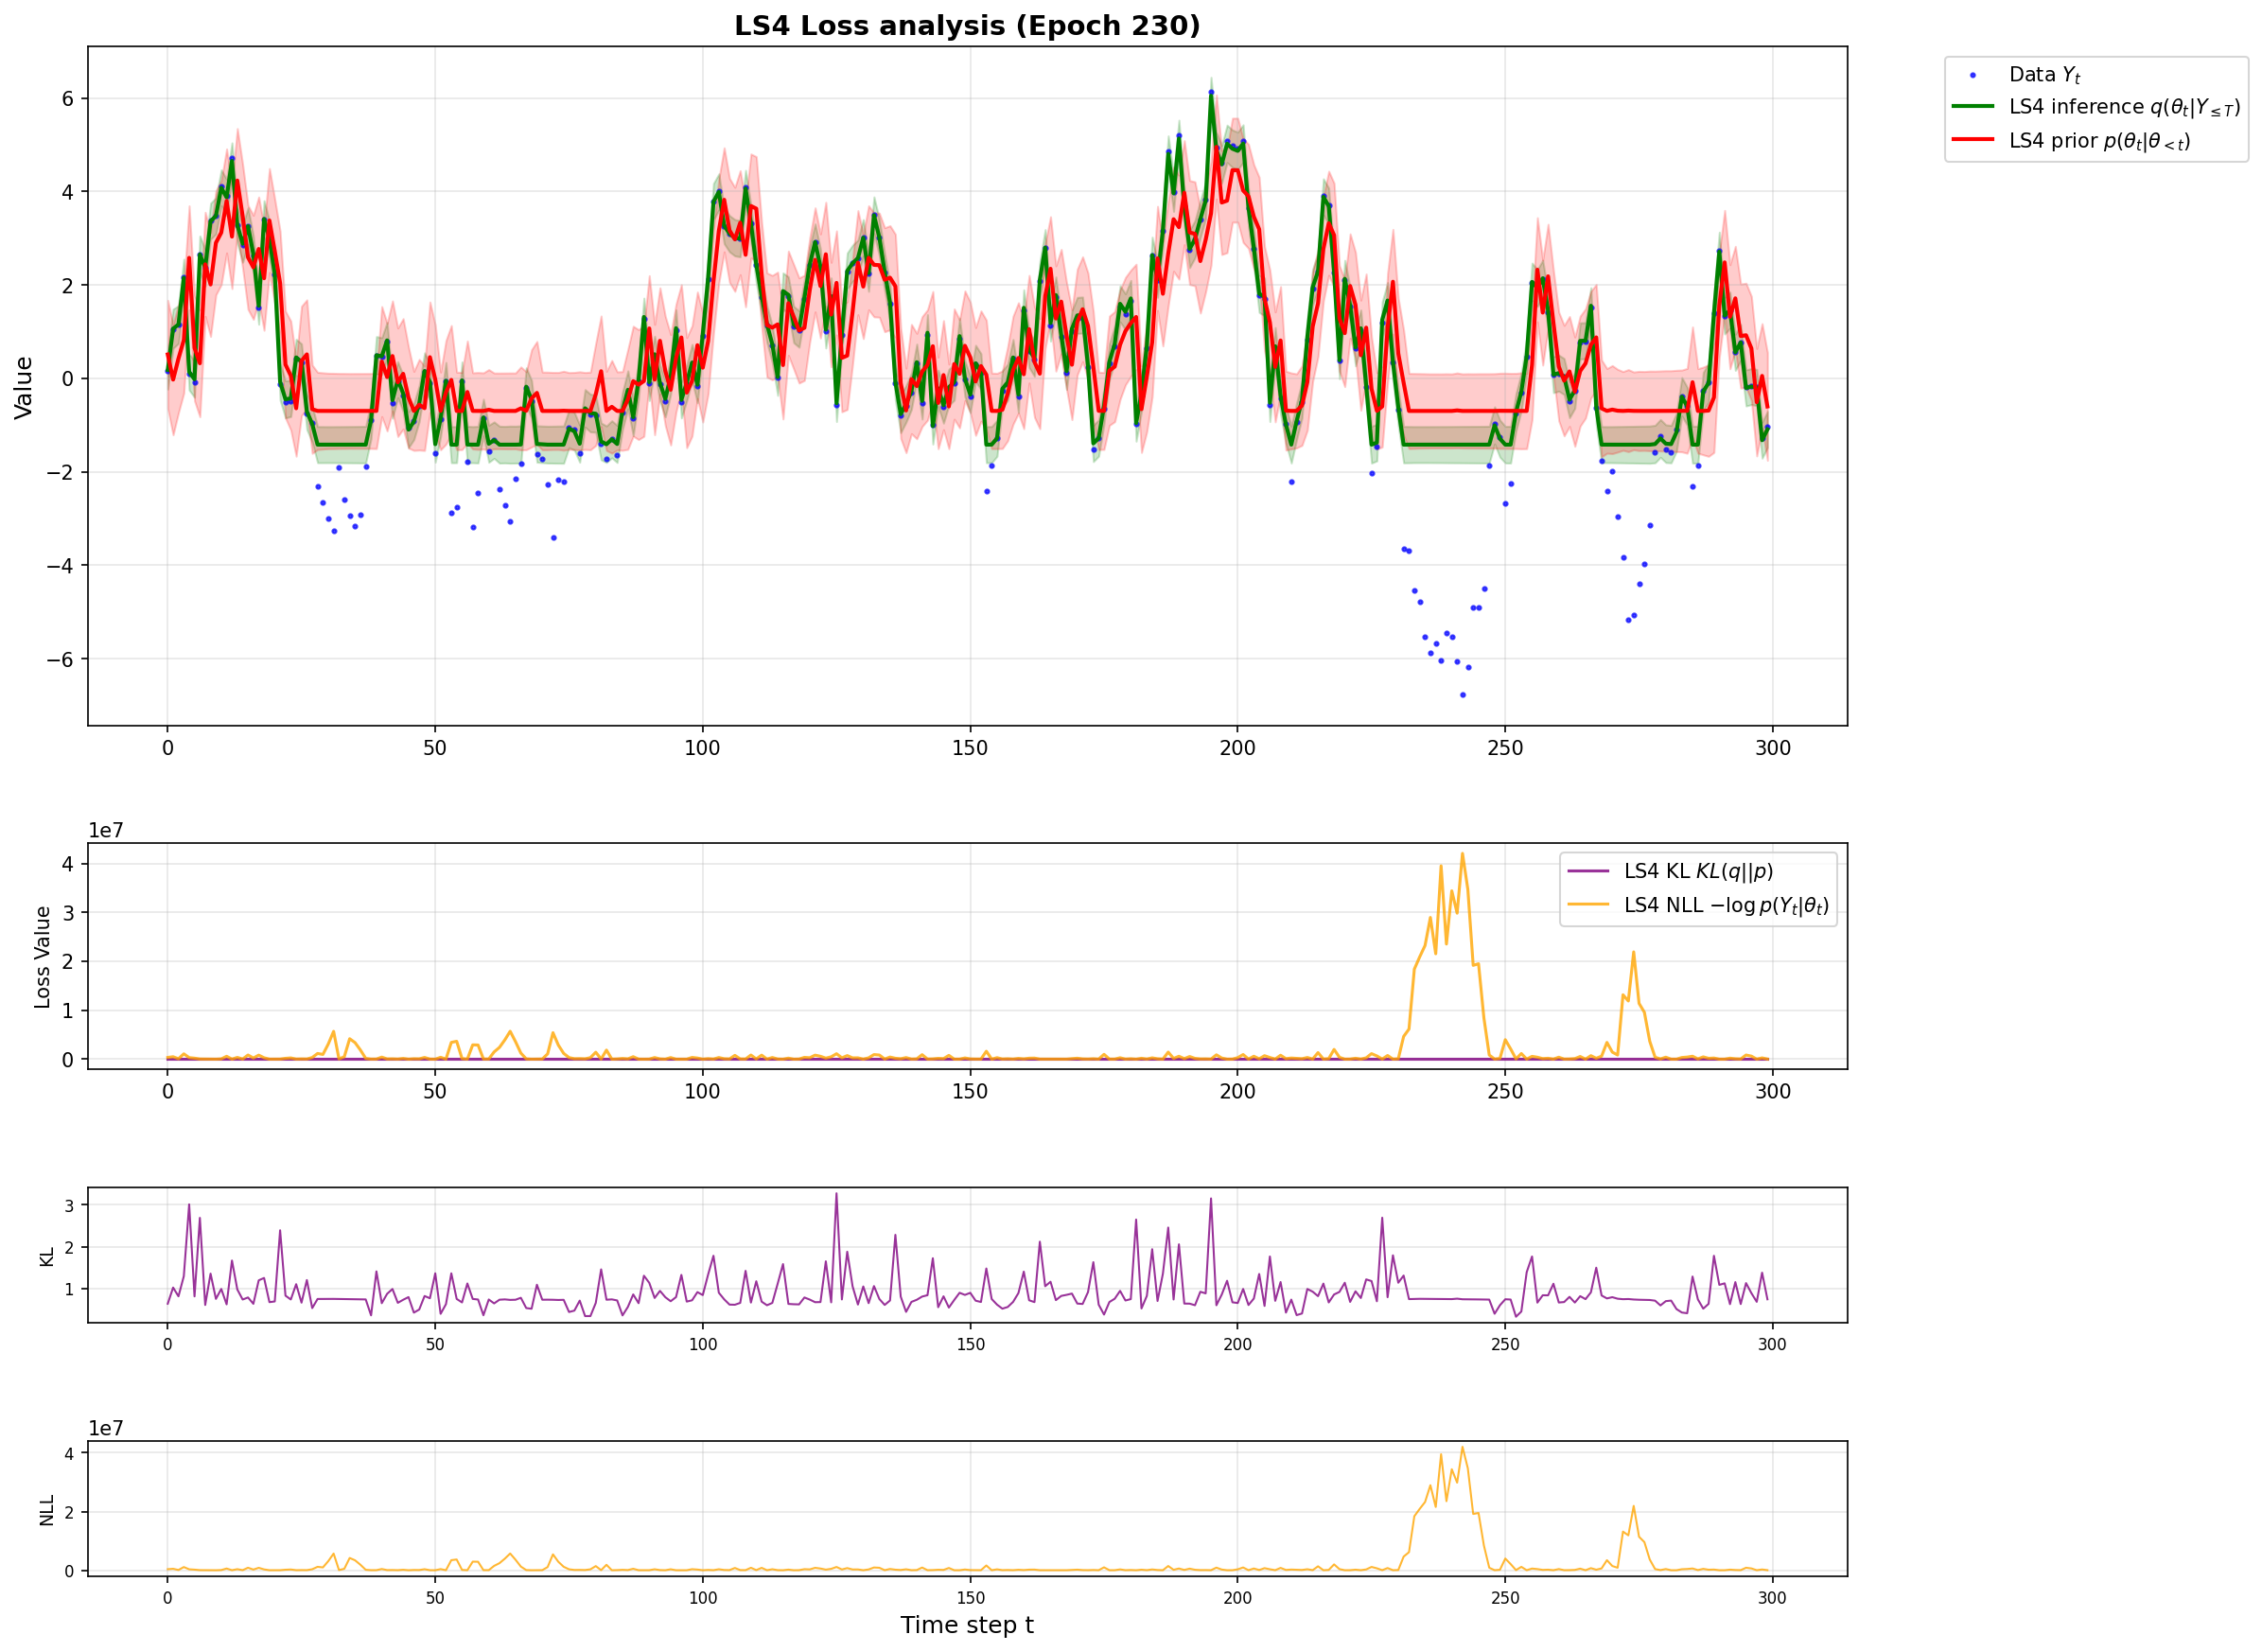 LS4 Loss analysis (Epoch 230)
Data $Y_t$
LS4 inference $q(\theta_t|Y_{\leq T})$
LS4 prior $p(\theta_t|\theta_{<t})$
Value
6
4
2
0
−2
−4
−6
0 50 100 150 200 250 300
1e7
Loss Value
4
3
2
1
0
LS4 KL $KL(q||p)$
LS4 NLL $-\log p(Y_t|\theta_t)$
0 50 100 150 200 250 300
KL
3
2
1
0 50 100 150 200 250 300
1e7
NLL
4
2
0
0 50 100 150 200 250 300
Time step t